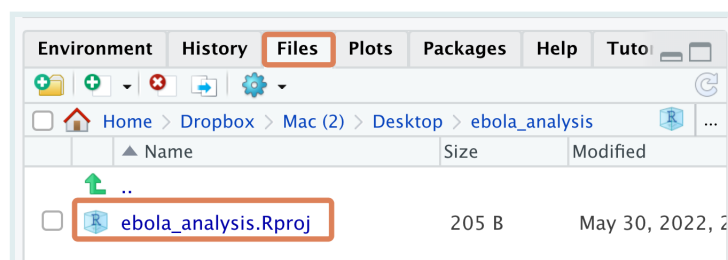 Environment History Files Plots Packages Help
Home > Dropbox > Mac (2) > Desktop > ebola_analysis R ...
Name Size Modified
..
R ebola_analysis.Rproj 205 B May 30, 2022,